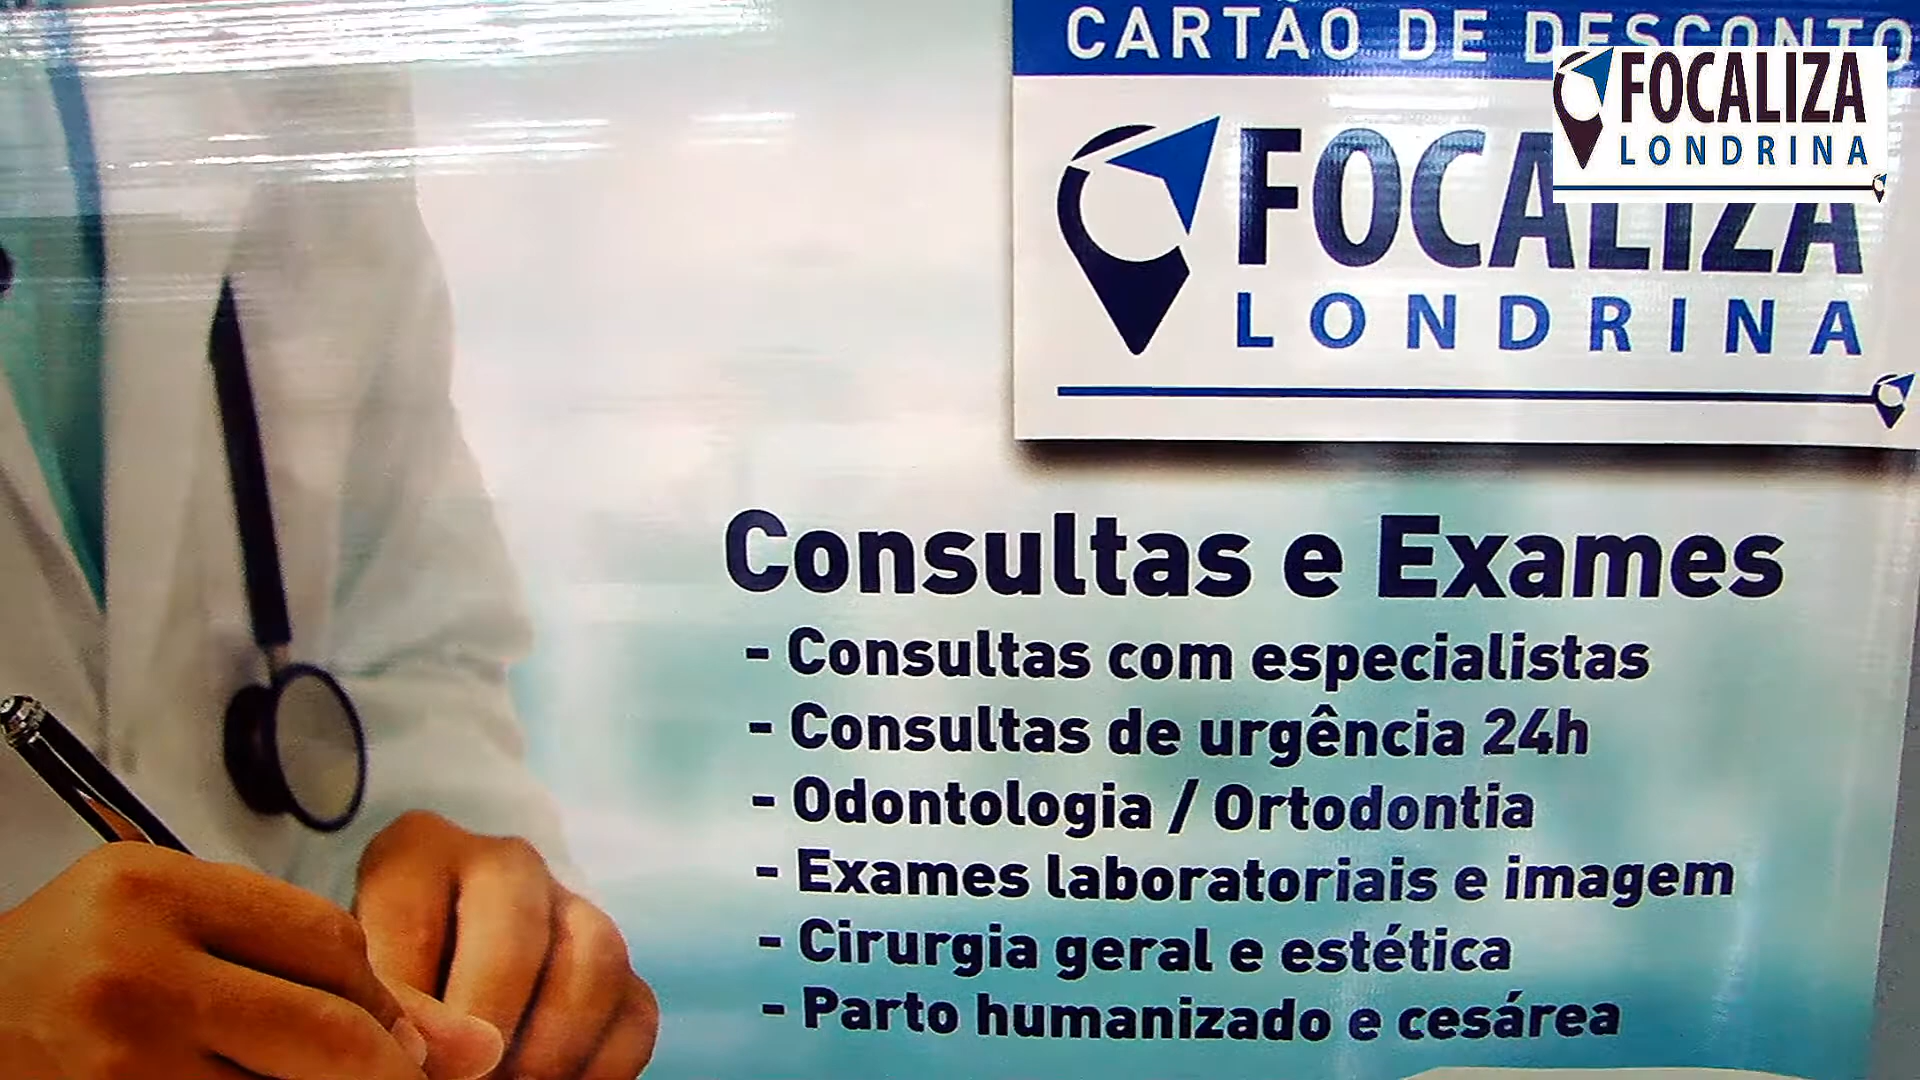 CARTÃO DE DESCONTO
FOCALIZA
LONDRINA
FOCALIZA
LONDRINA
Consultas e Exames
- Consultas com especialistas
- Consultas de urgência 24h
- Odontologia / Ortodontia
- Exames laboratoriais e imagem
- Cirurgia geral e estética
- Parto humanizado e cesárea